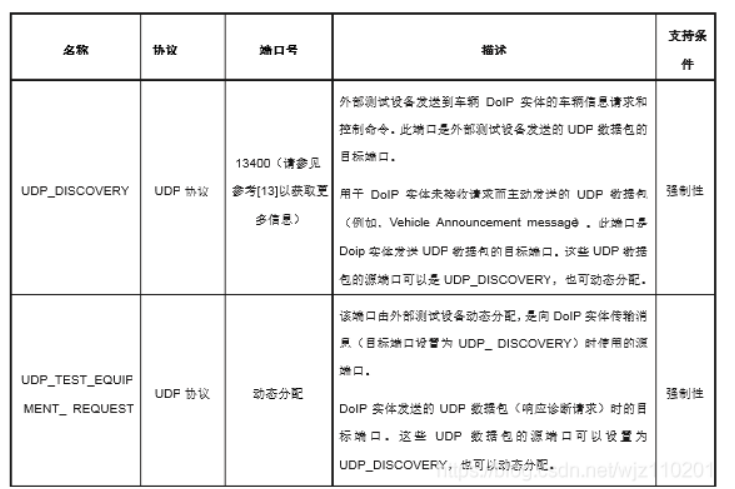 名称 协议 端口号 描述 支持条
件
外部测试设备发送到车辆 DoIP 实体的车辆信息请求和
控制命令。此端口是外部测试设备发送的 UDP 数据包的
目标端口。
UDP_DISCOVERY UDP 协议 13400（请参见
参考[13]以获取更
多信息） 强制性
用于 DoIP 实体未接收请求而主动发送的 UDP 数据包
（例如、Vehicle Announcement message）。此端口是
Doip 实体发送 UDP 数据包的目标端口。这些 UDP 数据
包的源端口可以是 UDP_DISCOVERY，也可动态分配。
该端口由外部测试设备动态分配，是向 DoIP 实体传输消
息（目标端口设置为 UDP_ DISCOVERY）时使用的源
端口。
UDP_TEST_EQUIP
MENT_ REQUEST UDP 协议 动态分配 强制性
DoIP 实体发送的 UDP 数据包（响应诊断请求）时的目
标端口。这些 UDP 数据包的源端口可以设置为
UDP_DISCOVERY，也可以动态分配。
https://blog.csdn.net/wjz110201